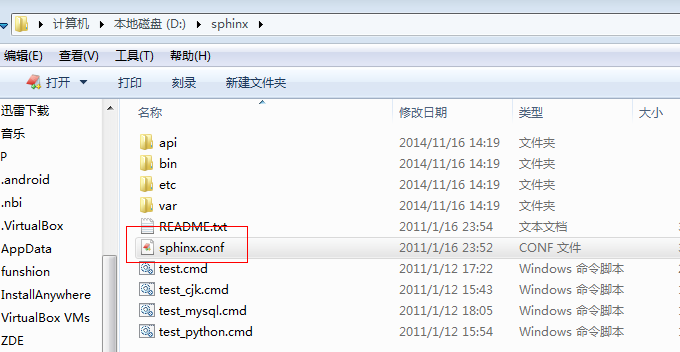 计算机 ▸ 本地磁盘 (D:) ▸ sphinx ▸
编辑(E) 查看(V) 工具(T) 帮助(H)
打开 打印 刻录 新建文件夹
名称 修改日期 类型 大小
迅雷下载
音乐
P
.android
.nbi
.VirtualBox
AppData
funshion
InstallAnywhere
VirtualBox VMs
ZDE
api 2014/11/16 14:19 文件夹
bin 2014/11/16 14:19 文件夹
etc 2014/11/16 14:19 文件夹
var 2014/11/16 14:19 文件夹
README.txt 2011/1/16 23:54 文本文档
sphinx.conf 2011/1/16 23:52 CONF 文件
test.cmd 2011/1/12 17:22 Windows 命令脚本
test_cjk.cmd 2011/1/12 15:43 Windows 命令脚本
test_mysql.cmd 2011/1/12 18:05 Windows 命令脚本
test_python.cmd 2011/1/12 15:54 Windows 命令脚本